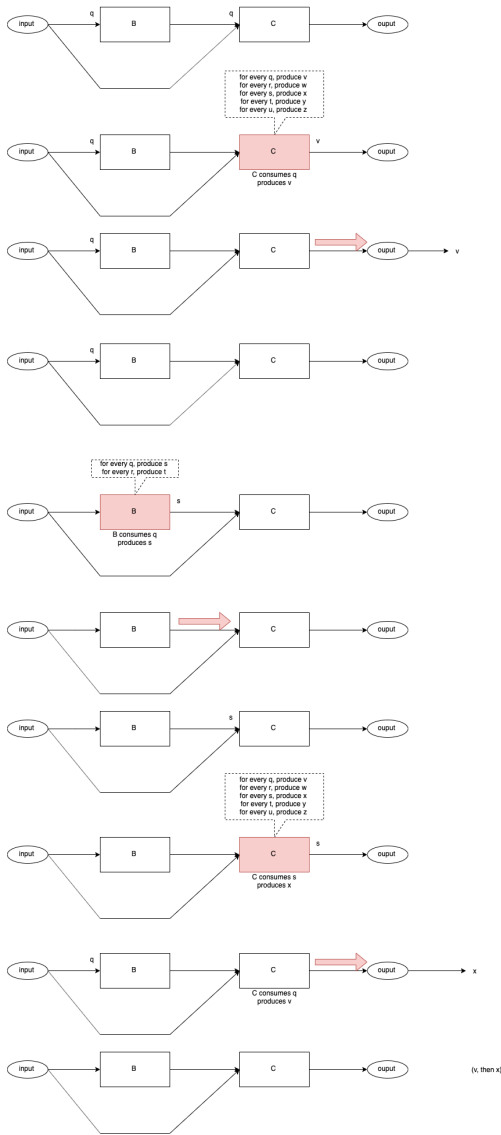 q
q
input
B
C
ouput
for every q, produce v
for every r, produce w
for every s, produce x
for every t, produce y
for every u, produce z
q
v
input
B
C
ouput
C consumes q
produces v
q
input
B
C
ouput
v
q
input
B
C
ouput
for every q, produce s
for every r, produce t
s
input
B
C
ouput
B consumes q
produces s
input
B
C
ouput
s
input
B
C
ouput
for every q, produce v
for every r, produce w
for every s, produce x
for every t, produce y
for every u, produce z
s
input
B
C
ouput
C consumes s
produces x
q
input
B
C
ouput
x
C consumes q
produces v
input
B
C
ouput
(v, then x)